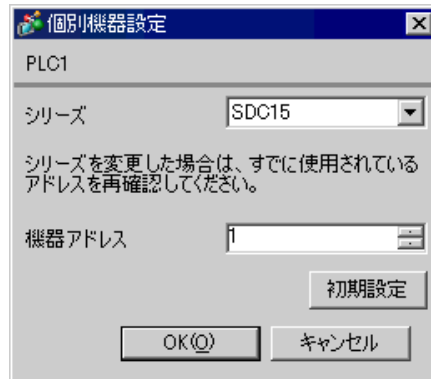 個別機器設定
PLC1
シリーズ
SDC15
シリーズを変更した場合は、すでに使用されている
アドレスを再確認してください。
機器アドレス
1
初期設定
OK(O)
キャンセル